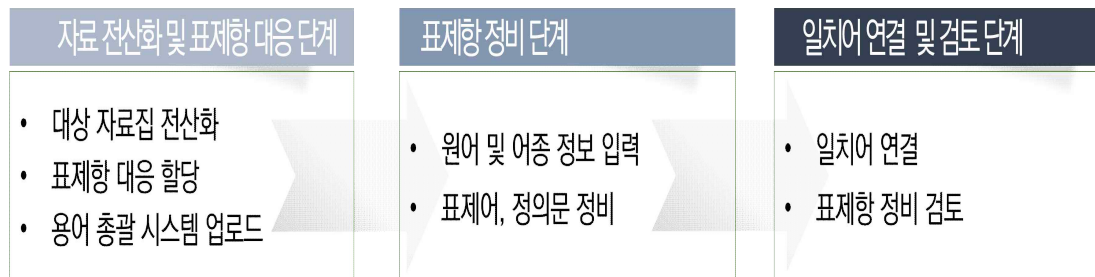 자료 전산화 및 표제항 대응 단계
• 대상 자료집 전산화
• 표제항 대응 할당
• 용어 총괄 시스템 업로드
표제항 정비 단계
• 원어 및 어종 정보 입력
• 표제어, 정의문 정비
일치어 연결 및 검토 단계
• 일치어 연결
• 표제항 정비 검토